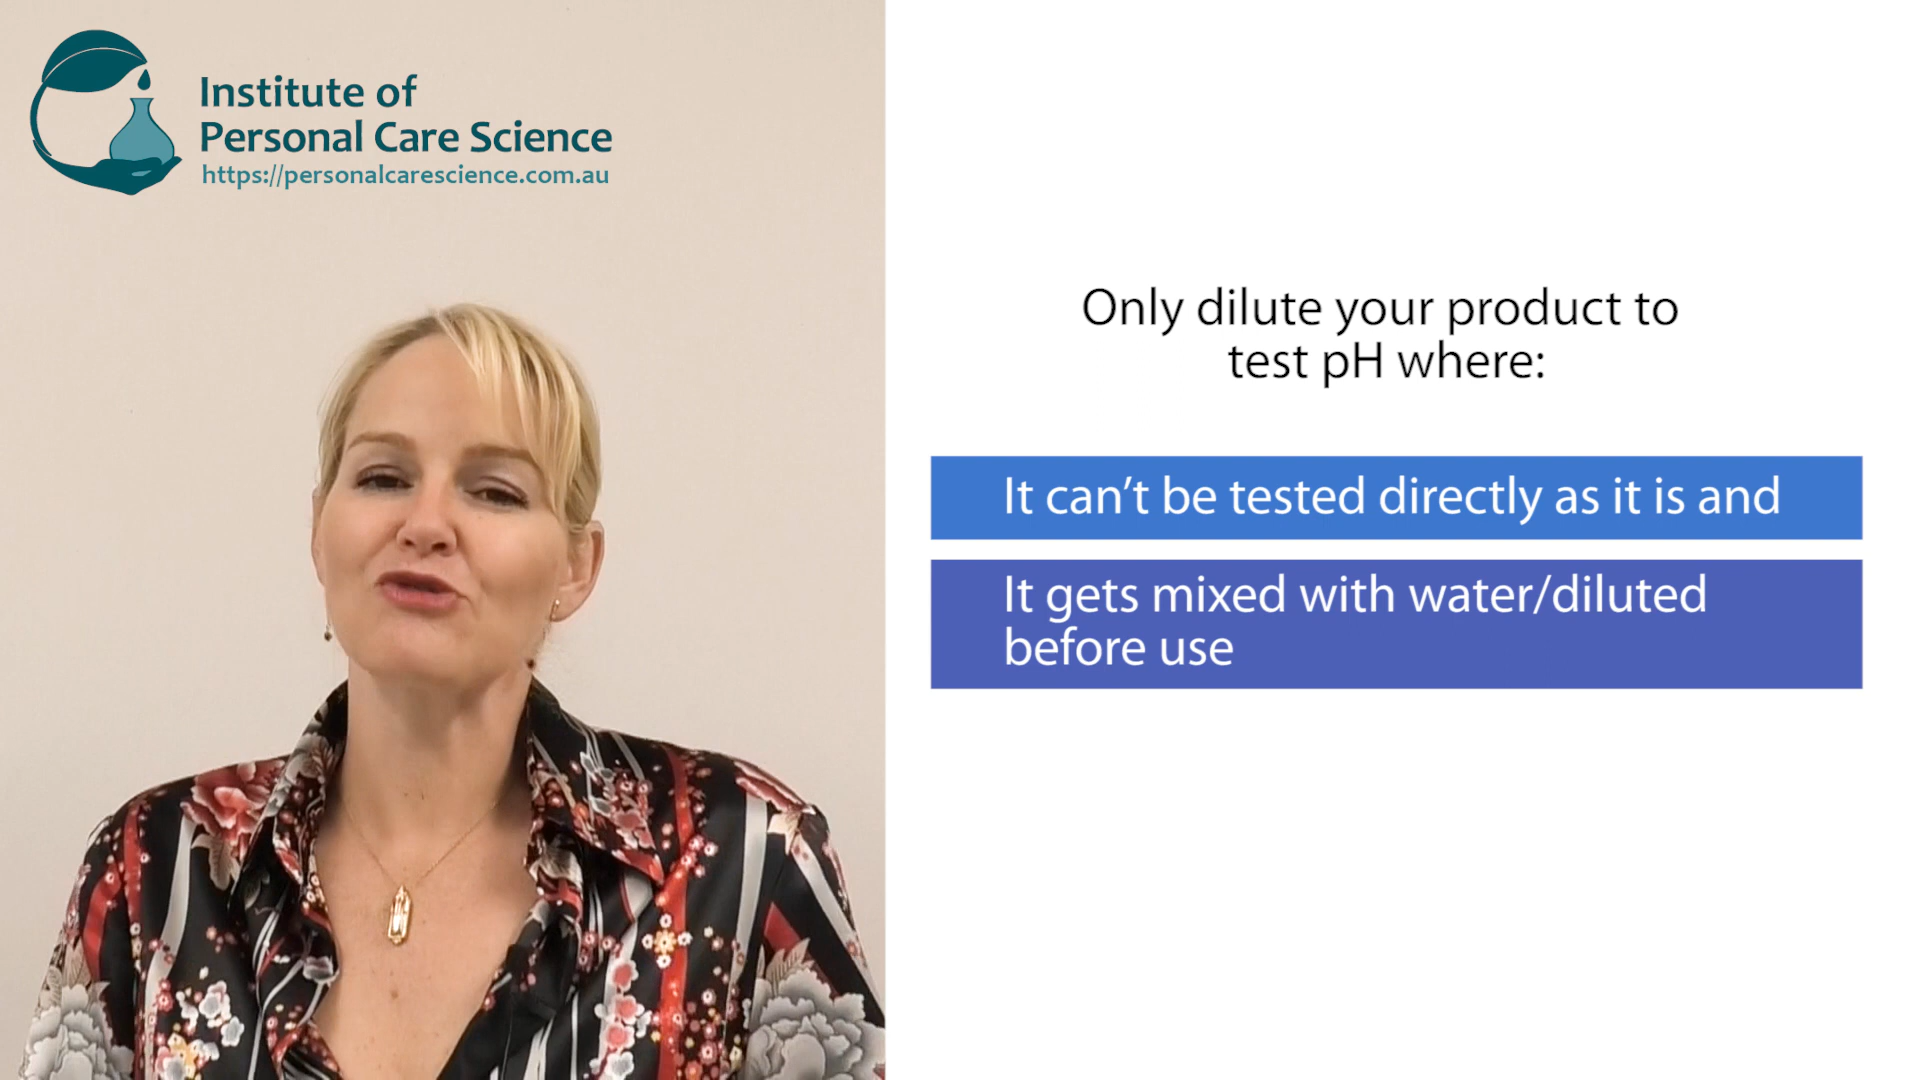 Institute of
Personal Care Science
https://personalcarescience.com.au
Only dilute your product to
test pH where:
It can’t be tested directly as it is and
It gets mixed with water/diluted
before use